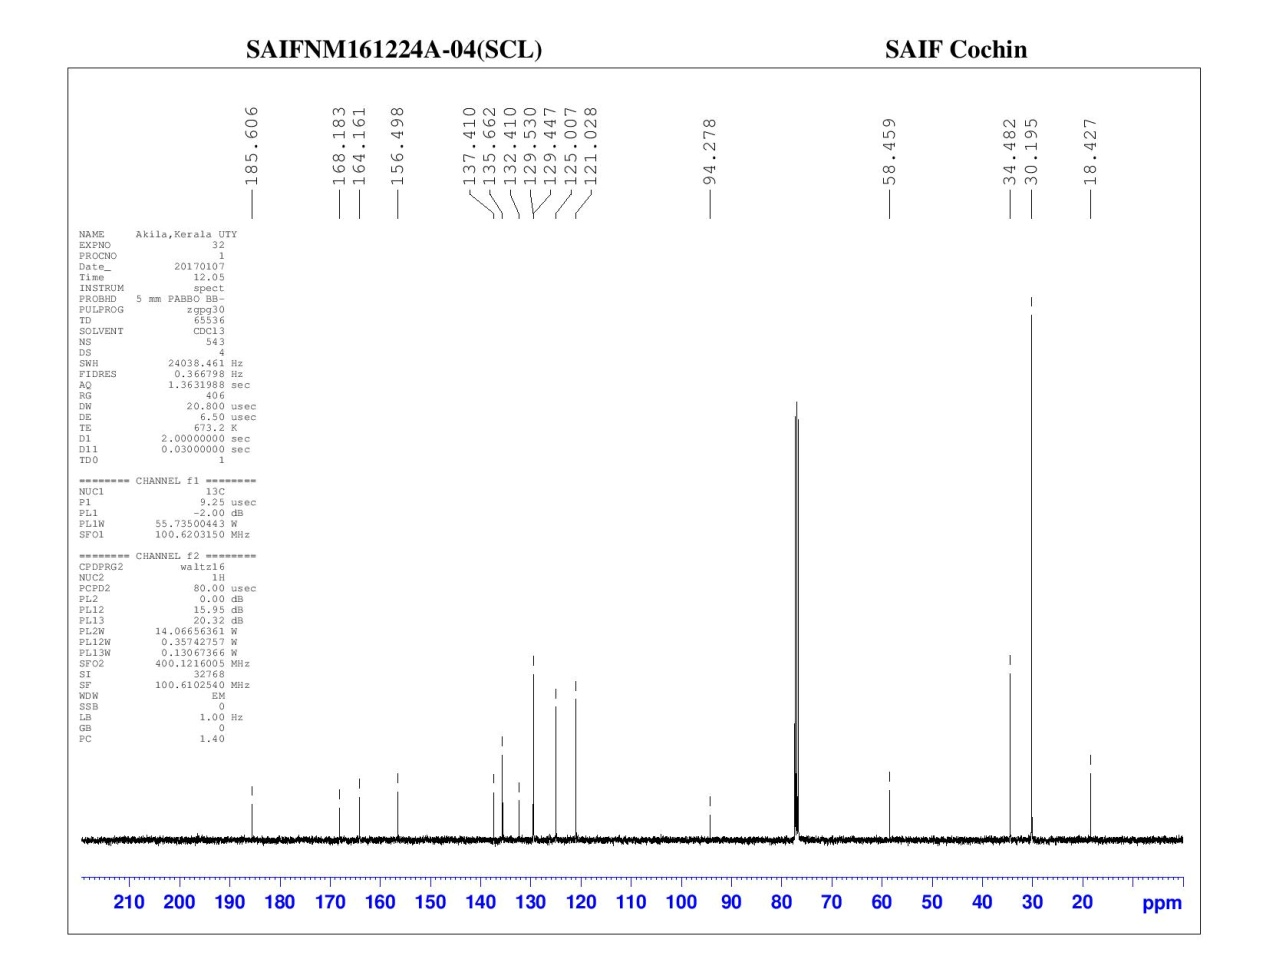 SAIFNM161224A-04(SCL) SAIF Cochin
185.606
168.183
164.161
156.498
137.410
135.662
132.410
129.530
129.447
125.007
121.028
94.278
58.459
34.482
30.195
18.427
NAME Akila,Kerala UTY
EXPNO 32
PROCNO 1
Date_ 20170107
Time 12.05
INSTRUM spect
PROBHD 5 mm PABBO BB-
PULPROG zgpg30
TD 65536
SOLVENT CDCl3
NS 543
DS 4
SWH 24038.461 Hz
FIDRES 0.366798 Hz
AQ 1.3631988 sec
RG 406
DW 20.800 usec
DE 6.50 usec
TE 673.2 K
D1 2.00000000 sec
D11 0.03000000 sec
TD0 1
======== CHANNEL f1 ========
NUC1 13C
P1 9.25 usec
PL1 -2.00 dB
PL1W 55.73500443 W
SFO1 100.6203150 MHz
======== CHANNEL f2 ========
CPDPRG2 waltz16
NUC2 1H
PCPD2 80.00 usec
PL2 0.00 dB
PL12 15.95 dB
PL13 20.32 dB
PL2W 14.06656361 W
PL12W 0.35742757 W
PL13W 0.13067366 W
SFO2 400.1216005 MHz
SI 32768
SF 100.6102540 MHz
WDW EM
SSB 0
LB 1.00 Hz
GB 0
PC 1.40
210 200 190 180 170 160 150 140 130 120 110 100 90 80 70 60 50 40 30 20 ppm